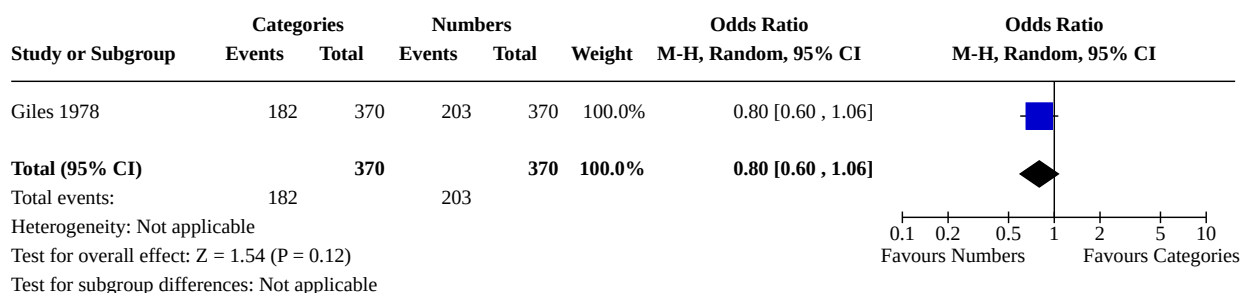 Categories Numbers Odds Ratio Odds Ratio
Study or Subgroup Events Total Events Total Weight M-H, Random, 95% CI M-H, Random, 95% CI
Giles 1978 182 370 203 370 100.0% 0.80 [0.60 , 1.06]
Total (95% CI) 370 370 100.0% 0.80 [0.60 , 1.06]
Total events: 182 203
Heterogeneity: Not applicable
0.1 0.2 0.5 1 2 5 10
Test for overall effect: Z = 1.54 (P = 0.12) Favours Numbers Favours Categories
Test for subgroup differences: Not applicable